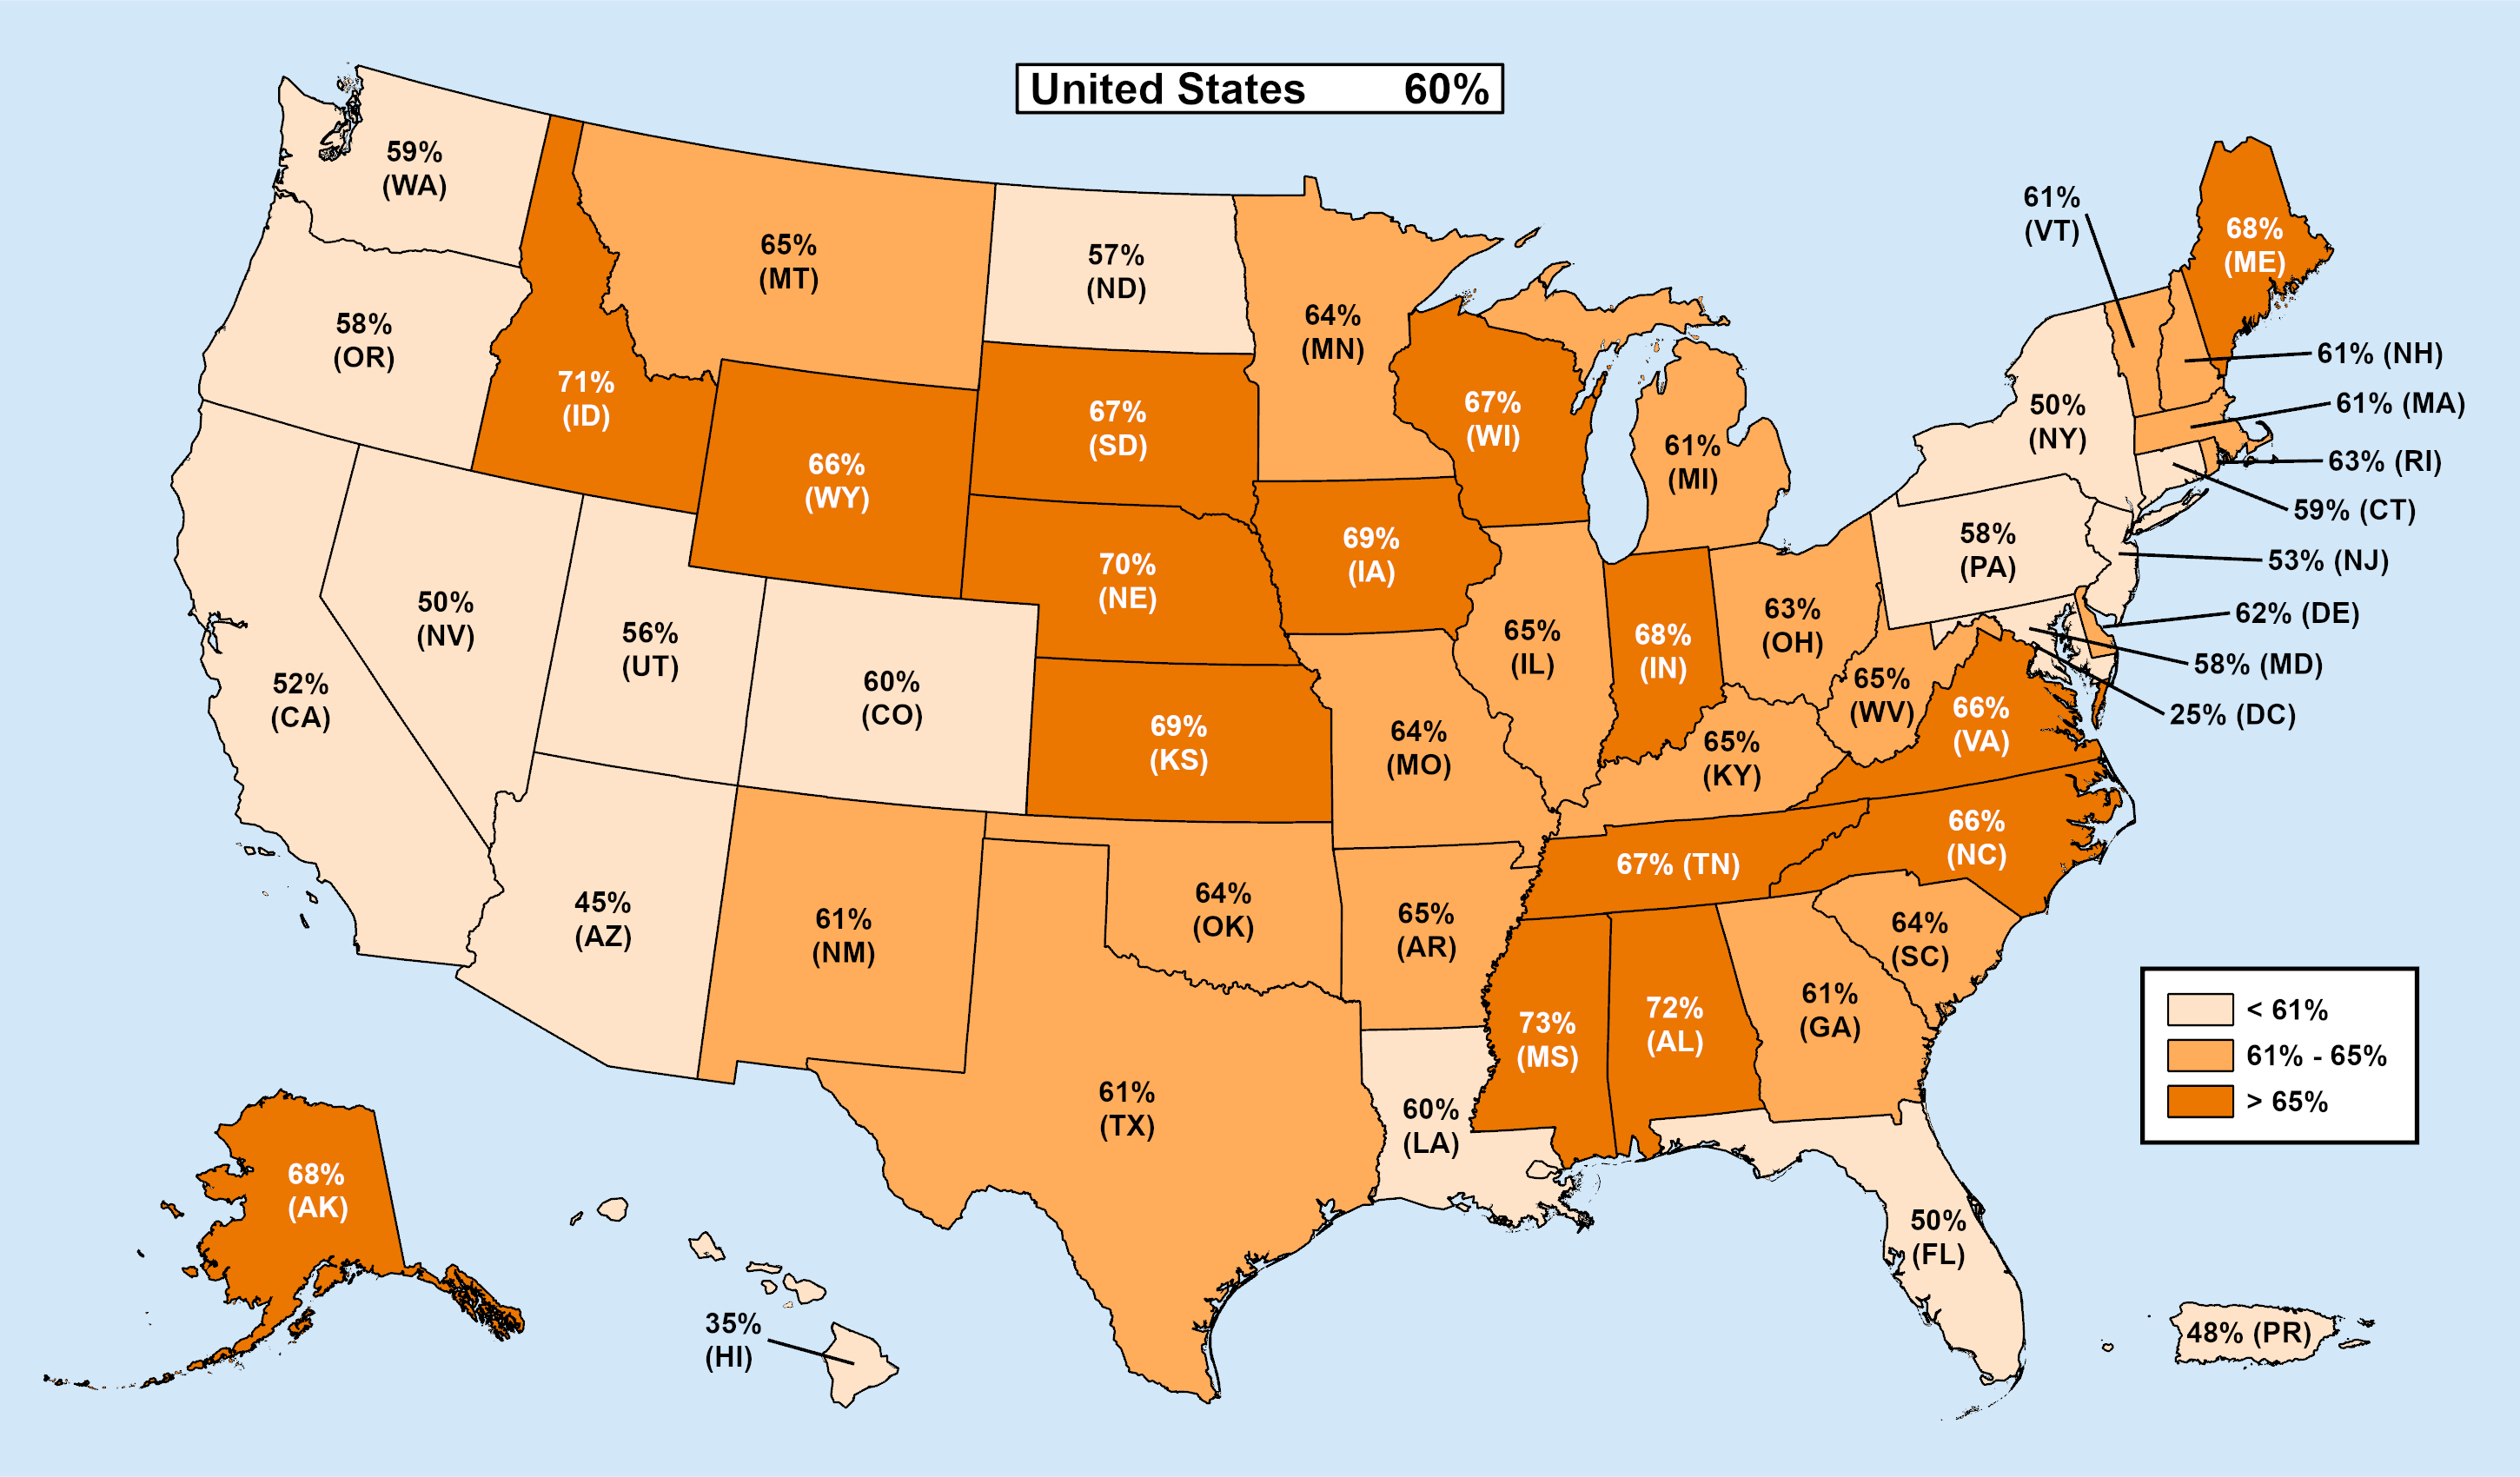 United States 60%
59%
(WA)
61%
(VT)
68%
(ME)
65%
(MT)
57%
(ND)
58%
(OR)
64%
(MN)
61% (NH)
71%
(ID)
67%
(SD)
67%
(WI)
50%
(NY)
61% (MA)
66%
(WY)
61%
(MI)
63% (RI)
59% (CT)
70%
(NE)
69%
(IA)
58%
(PA)
53% (NJ)
50%
(NV)
56%
(UT)
65%
(IL)
68%
(IN)
63%
(OH)
62% (DE)
58% (MD)
52%
(CA)
60%
(CO)
69%
(KS)
64%
(MO)
65%
(KY)
65%
(WV)
66%
(VA)
25% (DC)
66%
(NC)
67% (TN)
45%
(AZ)
61%
(NM)
64%
(OK)
65%
(AR)
64%
(SC)
73%
(MS)
72%
(AL)
61%
(GA)
< 61%
61% - 65%
> 65%
61%
(TX)
60%
(LA)
68%
(AK)
50%
(FL)
35%
(HI)
48% (PR)